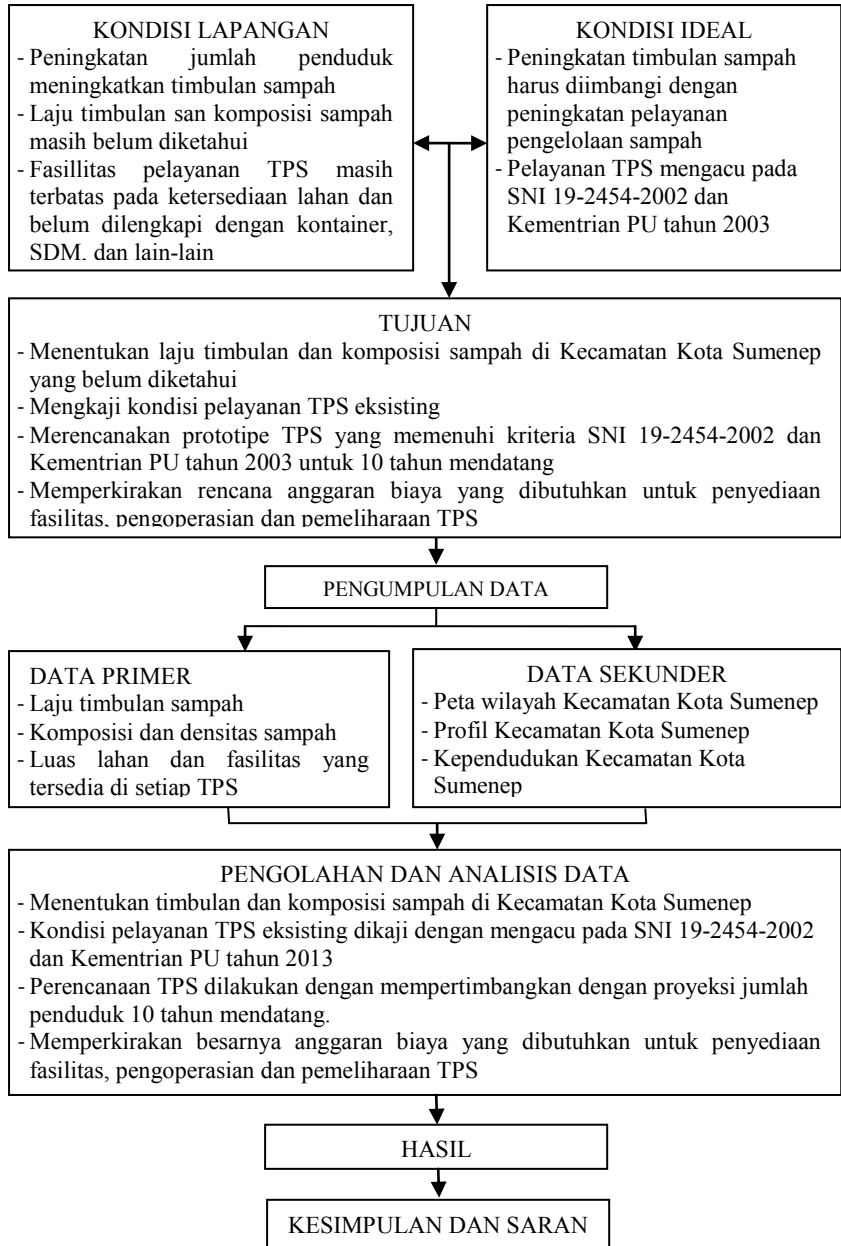 KONDISI LAPANGAN
- Peningkatan jumlah penduduk
meningkatkan timbulan sampah
- Laju timbulan san komposisi sampah
masih belum diketahui
- Fasillitas pelayanan TPS masih
terbatas pada ketersediaan lahan dan
belum dilengkapi dengan kontainer,
SDM, dan lain-lain
KONDISI IDEAL
- Peningkatan timbulan sampah
harus diimbangi dengan
peningkatan pelayanan
pengelolaan sampah
- Pelayanan TPS mengacu pada
SNI 19-2454-2002 dan
Kementrian PU tahun 2003
TUJUAN
- Menentukan laju timbulan dan komposisi sampah di Kecamatan Kota Sumenep
yang belum diketahui
- Mengkaji kondisi pelayanan TPS eksisting
- Merencanakan prototipe TPS yang memenuhi kriteria SNI 19-2454-2002 dan
Kementrian PU tahun 2003 untuk 10 tahun mendatang
- Memperkirakan rencana anggaran biaya yang dibutuhkan untuk penyediaan
fasilitas, pengoperasian dan pemeliharaan TPS
PENGUMPULAN DATA
DATA PRIMER
- Laju timbulan sampah
- Komposisi dan densitas sampah
- Luas lahan dan fasilitas yang
tersedia di setiap TPS
DATA SEKUNDER
- Peta wilayah Kecamatan Kota Sumenep
- Profil Kecamatan Kota Sumenep
- Kependudukan Kecamatan Kota
Sumenep
PENGOLAHAN DAN ANALISIS DATA
- Menentukan timbulan dan komposisi sampah di Kecamatan Kota Sumenep
- Kondisi pelayanan TPS eksisting dikaji dengan mengacu pada SNI 19-2454-2002
dan Kementrian PU tahun 2013
- Perencanaan TPS dilakukan dengan mempertimbangkan dengan proyeksi jumlah
penduduk 10 tahun mendatang.
- Memperkirakan besarnya anggaran biaya yang dibutuhkan untuk penyediaan
fasilitas, pengoperasian dan pemeliharaan TPS
HASIL
KESIMPULAN DAN SARAN